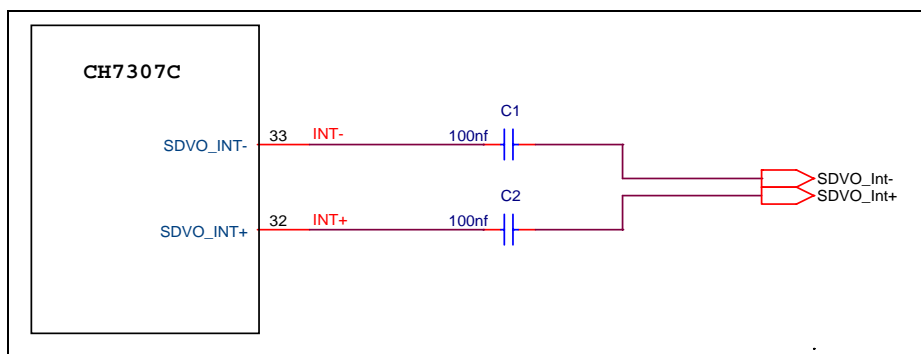 CH7307C
C1
SDVO_INT- 33 INT- 100nf
SDVO_Int-
SDVO_Int+
C2
SDVO_INT+ 32 INT+ 100nf